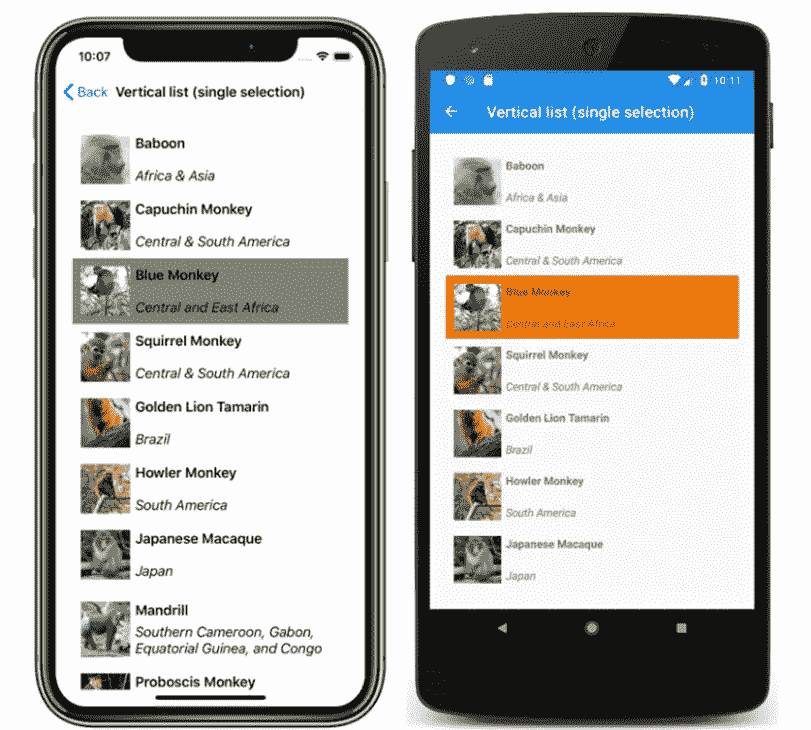 10:07
Back Vertical list (single selection)
Baboon
Africa & Asia
Capuchin Monkey
Central & South America
Blue Monkey
Central and East Africa
Squirrel Monkey
Central & South America
Golden Lion Tamarin
Brazil
Howler Monkey
South America
Japanese Macaque
Japan
Mandrill
Southern Cameroon, Gabon,
Equatorial Guinea, and Congo
Proboscis Monkey
10:11
Vertical list (single selection)
Baboon
Africa & Asia
Capuchin Monkey
Central & South America
Blue Monkey
Central and East Africa
Squirrel Monkey
Central & South America
Golden Lion Tamarin
Brazil
Howler Monkey
South America
Japanese Macaque
Japan